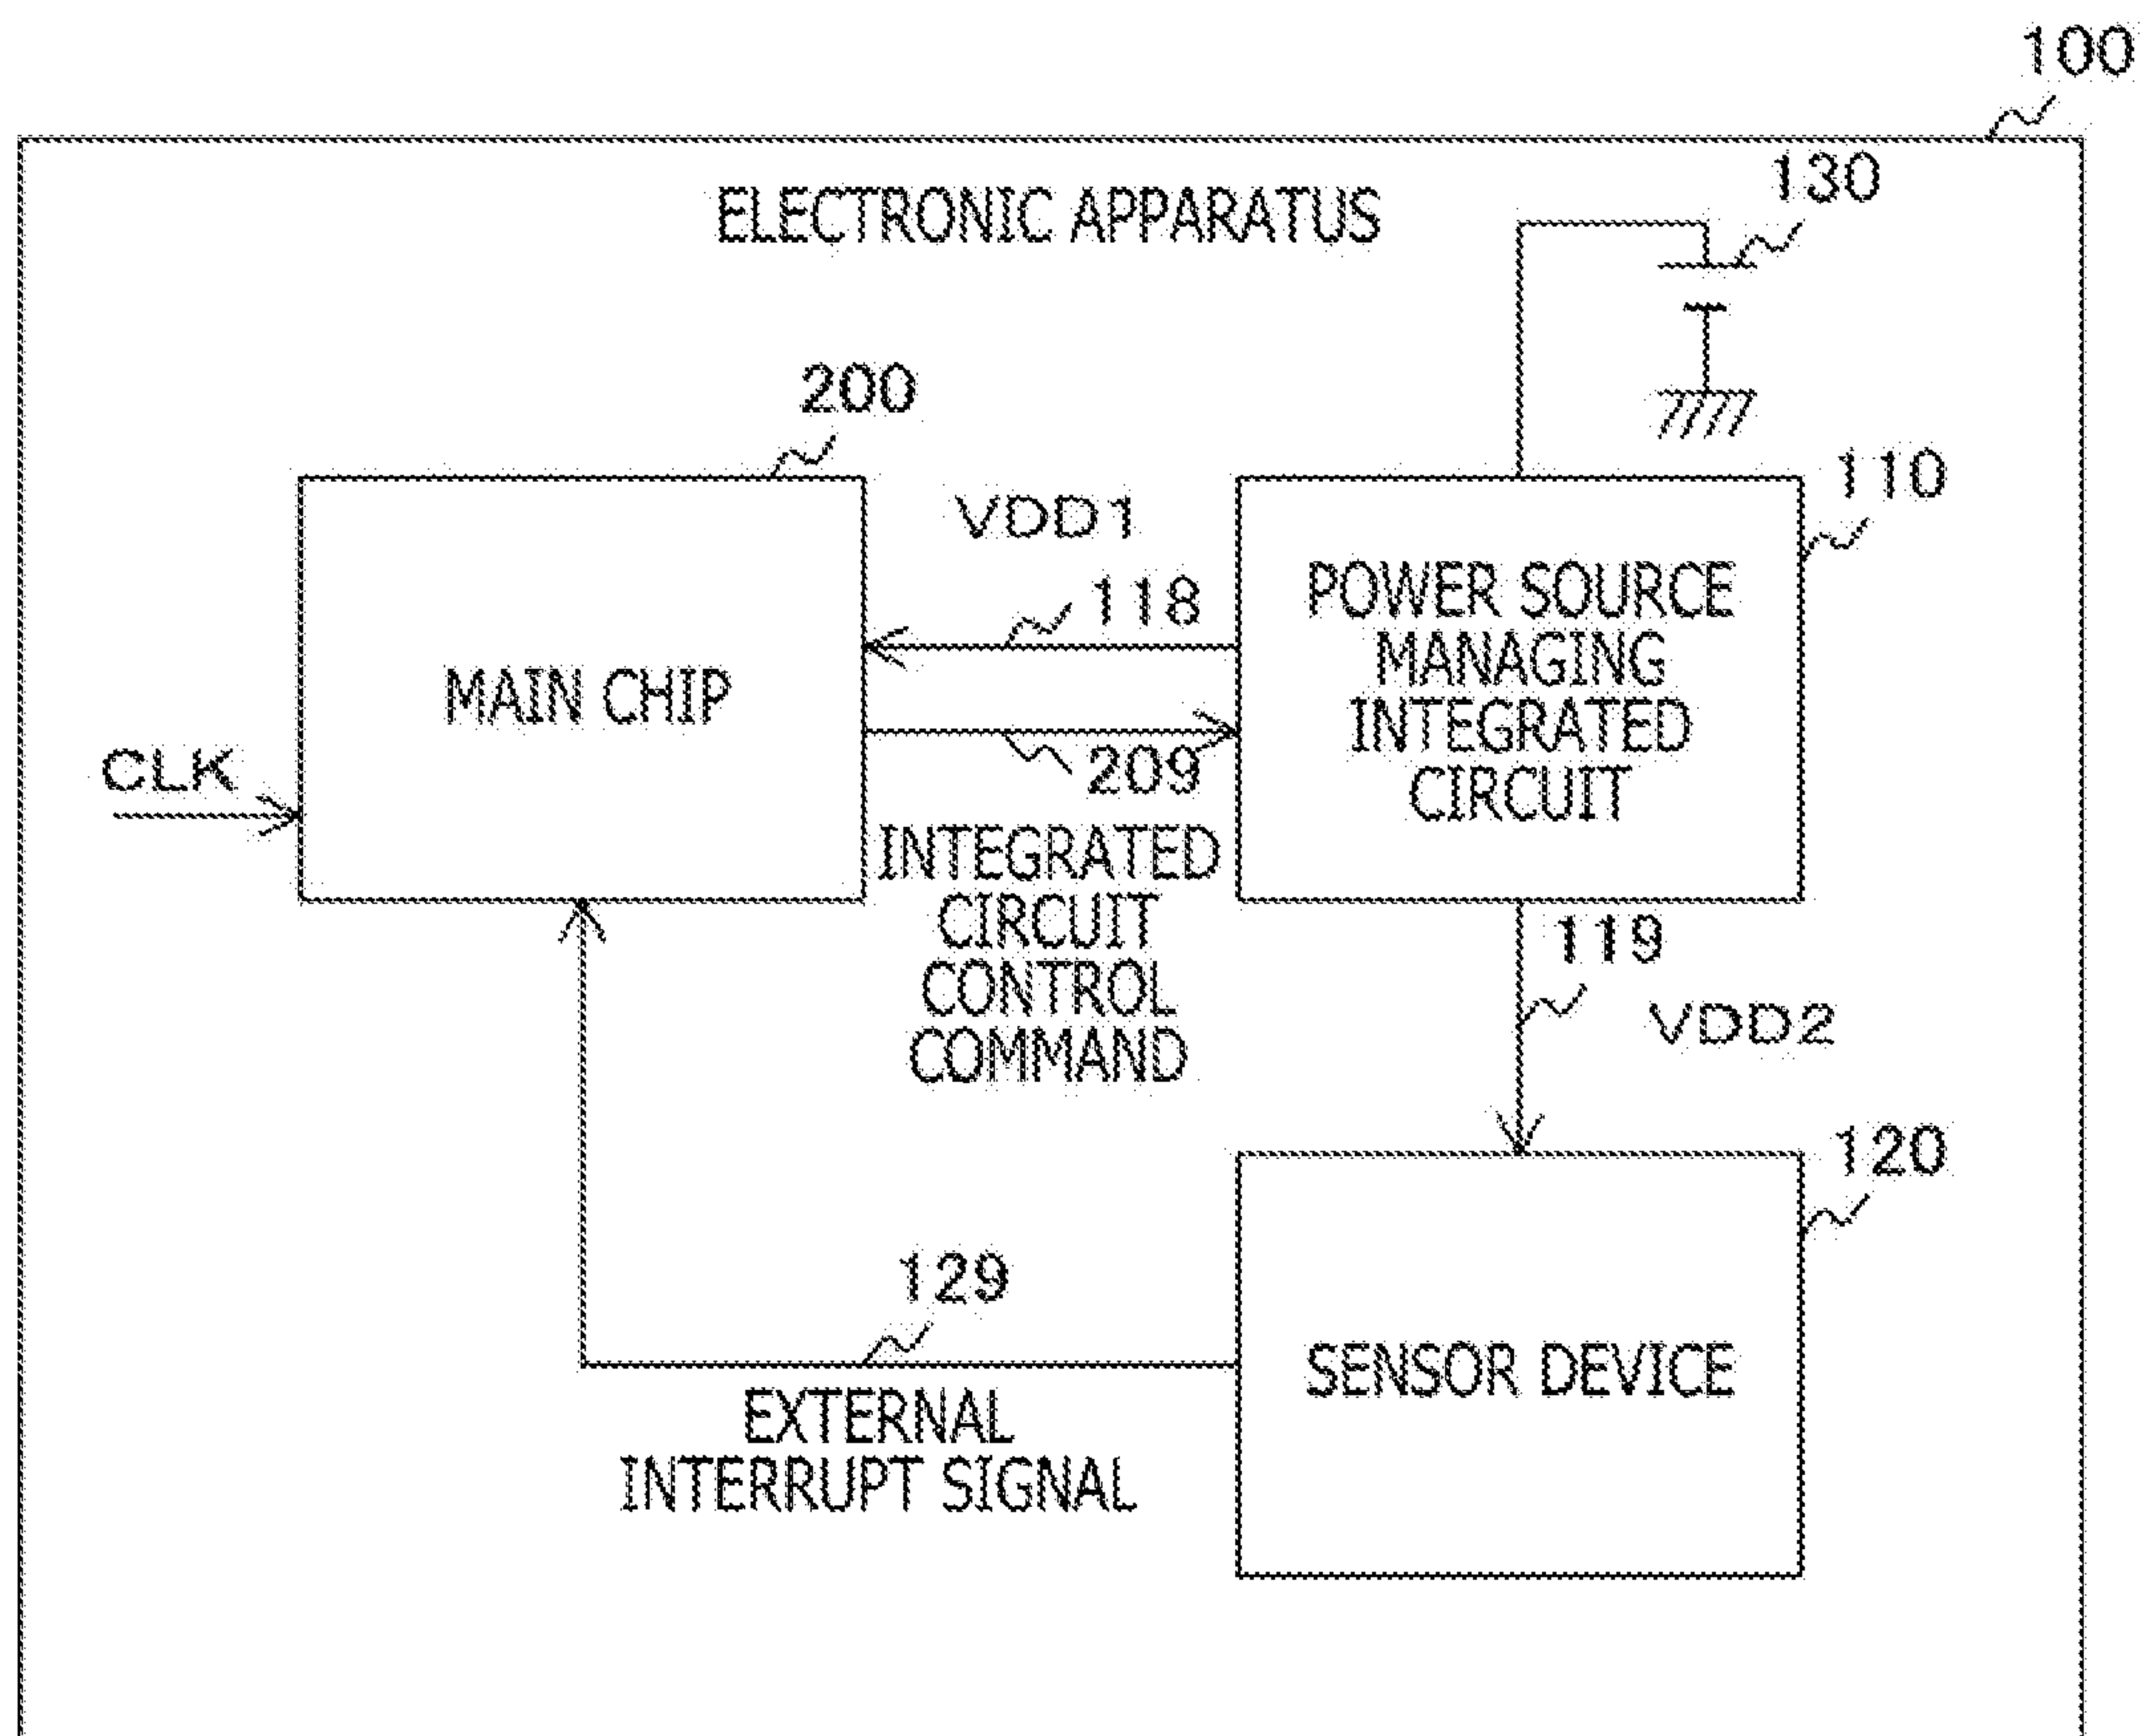 100
ELECTRONIC APPARATUS
130
200
VDD1
110
118
POWER SOURCE
MANAGING
INTEGRATED
CIRCUIT
MAIN CHIP
CLK
209
INTEGRATED
CIRCUIT
CONTROL
COMMAND
119
VDD2
120
129
EXTERNAL
INTERRUPT SIGNAL
SENSOR DEVICE